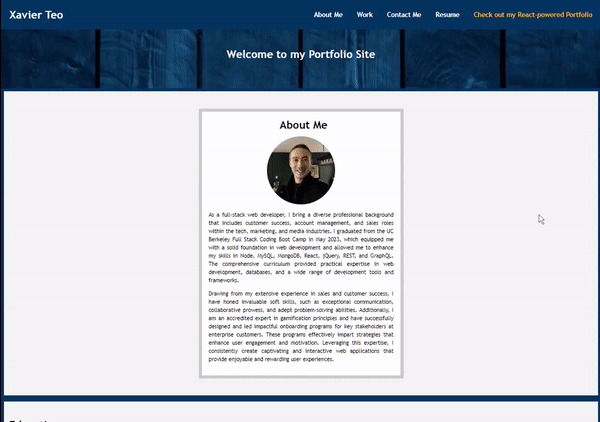 Xavier Teo
About Me Work Contact Me Resume Check out my React-powered Portfolio
Welcome to my Portfolio Site
About Me
As a full-stack web developer, I bring a diverse professional background
that includes customer success, account management, and sales roles
within the tech, marketing, and media industries. I graduated from the UC
Berkeley Full Stack Coding Boot Camp in May 2023, which equipped me
with a solid foundation in web development and allowed me to enhance
my skills in Node, MySQL, MongoDB, React, jQuery, REST, and GraphQL.
The comprehensive curriculum provided practical expertise in web
development, databases, and a wide range of development tools and
frameworks.
Drawing from my extensive experience in sales and customer success, I
have honed invaluable soft skills, such as exceptional communication,
collaborative prowess, and adept problem-solving abilities. Additionally, I
am an accredited expert in gamification principles and have successfully
designed and led impactful onboarding programs for key stakeholders at
enterprise customers. These programs effectively impart strategies that
enhance user engagement and motivation. Leveraging this expertise, I
consistently create captivating and interactive web applications that
provide enjoyable and rewarding user experiences.